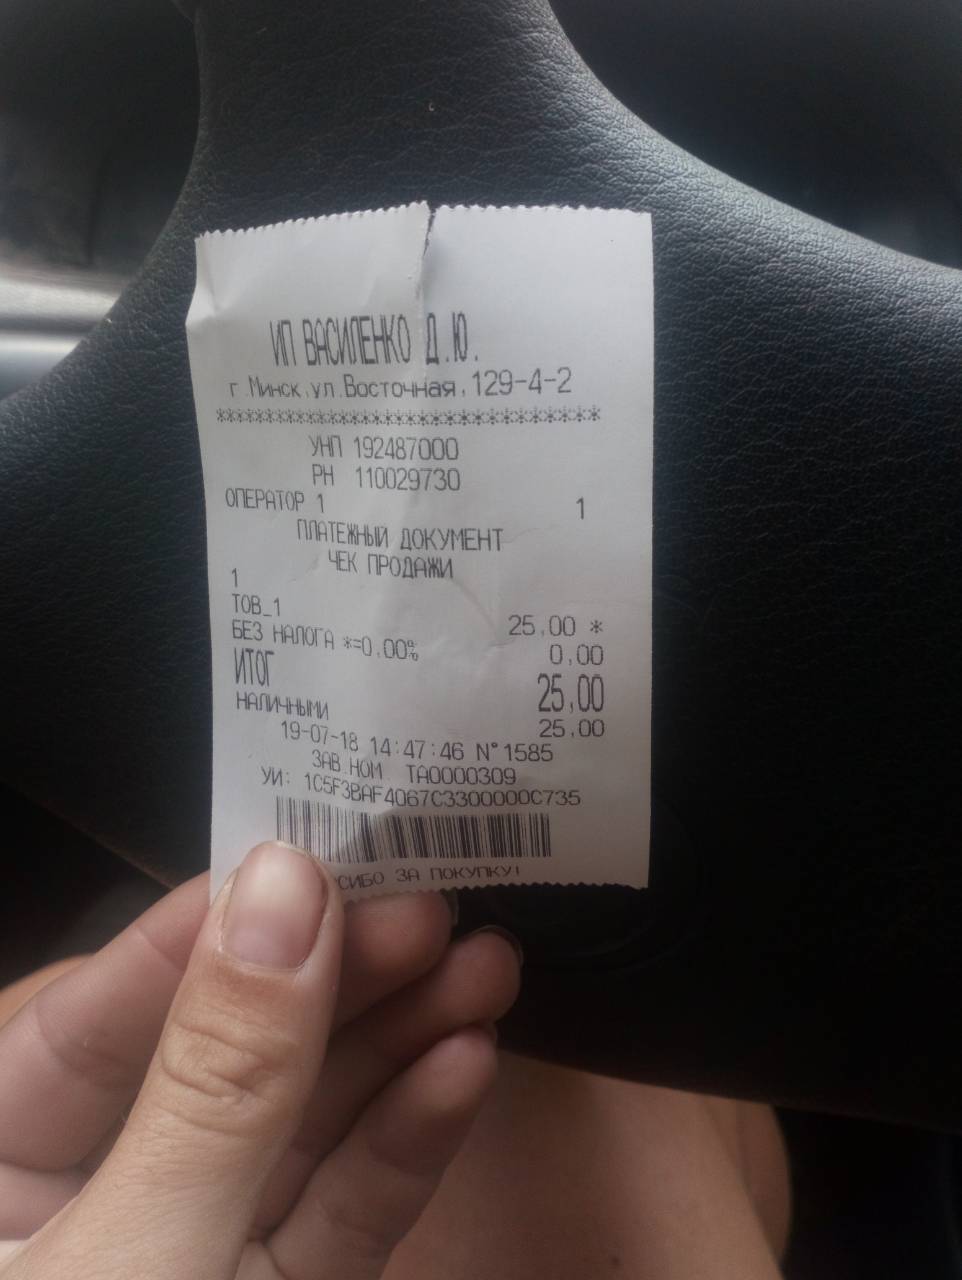 ИП ВАСИЛЕНКО Д.Ю.
г.Минск,ул.Восточная,129-4-2
********************************
УНП 192487000
РН 110029730
ОПЕРАТОР 1 1
ПЛАТЕЖНЫЙ ДОКУМЕНТ
ЧЕК ПРОДАЖИ
1
ТОВ_1 25,00 *
БЕЗ НАЛОГА *=0,00% 0,00
ИТОГ 25,00
НАЛИЧНЫМИ 25,00
19-07-18 14:47:46 №1585
ЗАВ.НОМ. ТА0000309
УИ: 1C5F3BAF4067C3300000C735
ЗА ПОКУПКУ!